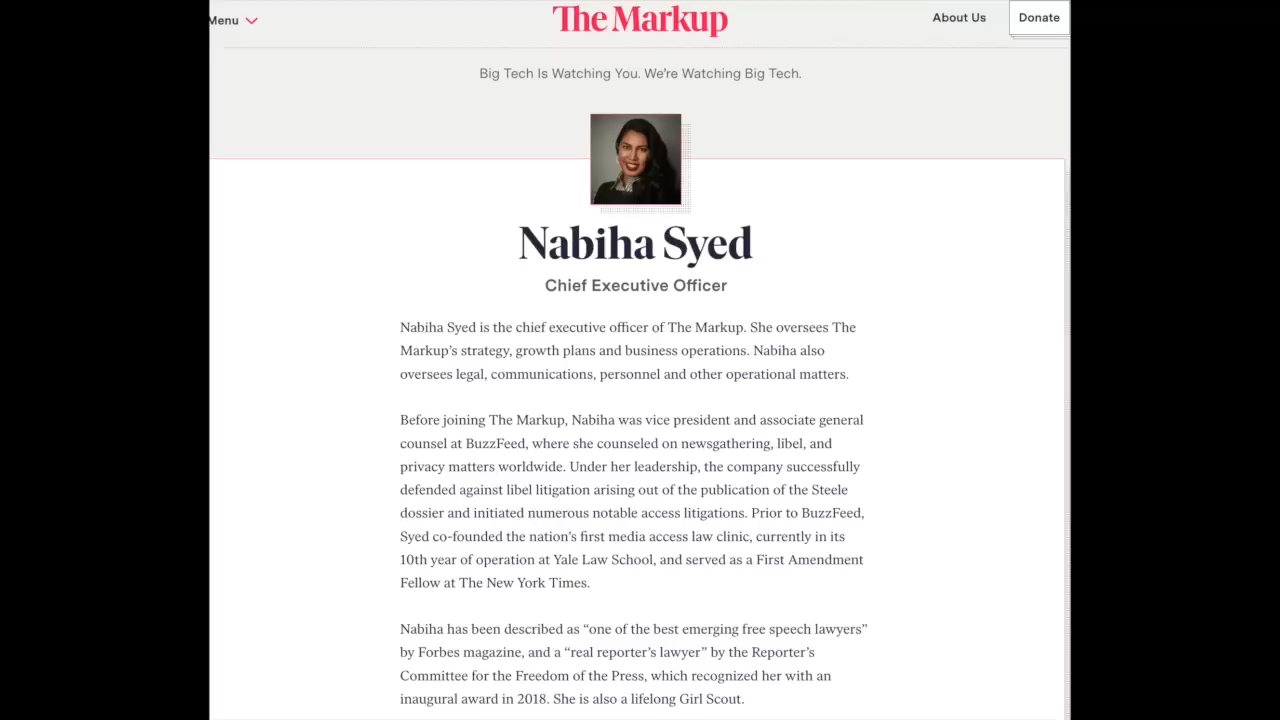 Menu
The Markup
About Us
Donate
Big Tech Is Watching You. We're Watching Big Tech.
Nabiha Syed
Chief Executive Officer
Nabiha Syed is the chief executive officer of The Markup. She oversees The
Markup’s strategy, growth plans and business operations. Nabiha also
oversees legal, communications, personnel and other operational matters.
Before joining The Markup, Nabiha was vice president and associate general
counsel at BuzzFeed, where she counseled on newsgathering, libel, and
privacy matters worldwide. Under her leadership, the company successfully
defended against libel litigation arising out of the publication of the Steele
dossier and initiated numerous notable access litigations. Prior to BuzzFeed,
Syed co-founded the nation’s first media access law clinic, currently in its
10th year of operation at Yale Law School, and served as a First Amendment
Fellow at The New York Times.
Nabiha has been described as “one of the best emerging free speech lawyers”
by Forbes magazine, and a “real reporter’s lawyer” by the Reporter’s
Committee for the Freedom of the Press, which recognized her with an
inaugural award in 2018. She is also a lifelong Girl Scout.